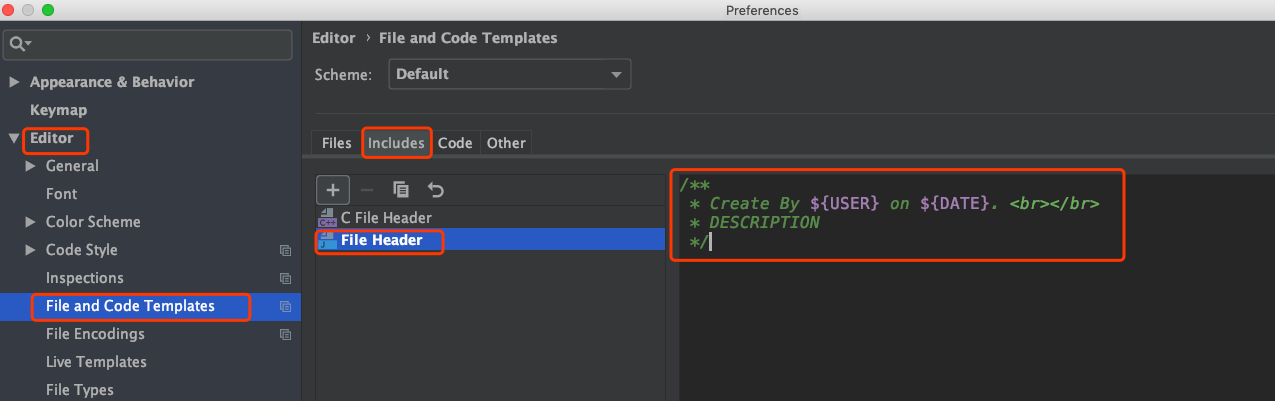 Preferences
Appearance & Behavior
Keymap
Editor
General
Font
Color Scheme
Code Style
Inspections
File and Code Templates
File Encodings
Live Templates
File Types
Editor › File and Code Templates
Scheme: Default
Files Includes Code Other
C File Header
File Header
/**
* Create By ${USER} on ${DATE}. <br></br>
* DESCRIPTION
*/